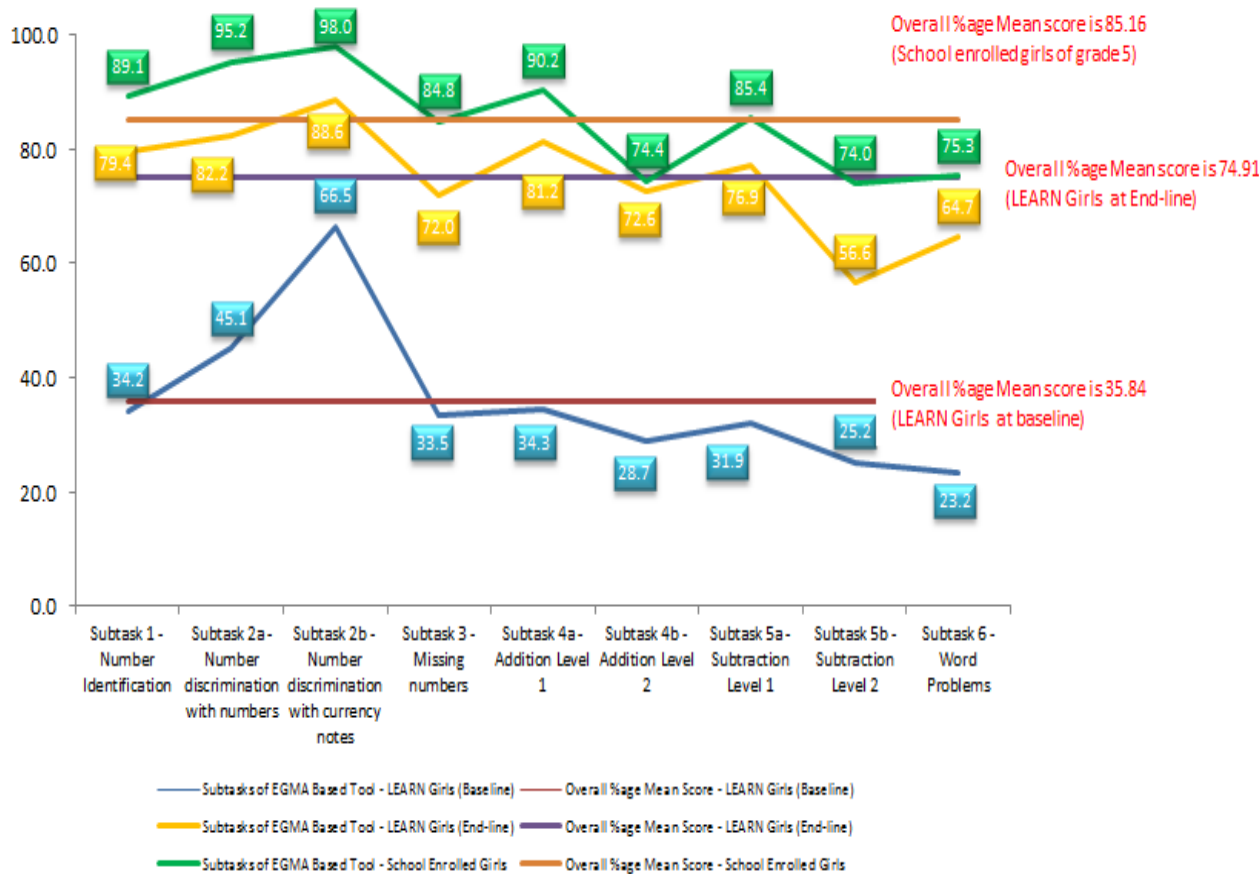 Overall %age Mean score is 85.16
(School enrolled girls of grade 5)
100.0
80.0
60.0
40.0
20.0
0.0
89.1
95.2
98.0
84.8
90.2
74.4
85.4
74.0
75.3
79.4
82.2
88.6
72.0
81.2
72.6
76.9
56.6
64.7
Overall %age Mean score is 74.91
(LEARN Girls at End-line)
34.2
45.1
66.5
33.5
34.3
28.7
31.9
25.2
23.2
Overall %age Mean score is 35.84
(LEARN Girls at baseline)
Subtask 1 -
Number
Identification
Subtask 2a -
Number
discrimination
with numbers
Subtask 2b -
Number
discrimination
with currency
notes
Subtask 3 -
Missing
numbers
Subtask 4a -
Addition Level
1
Subtask 4b -
Addition Level
2
Subtask 5a -
Subtraction
Level 1
Subtask 5b -
Subtraction
Level 2
Subtask 6 -
Word
Problems
Subtasks of EGMA Based Tool - LEARN Girls (Baseline)
Overall %age Mean Score - LEARN Girls (Baseline)
Subtasks of EGMA Based Tool - LEARN Girls (End-line)
Overall %age Mean Score - LEARN Girls (End-line)
Subtasks of EGMA Based Tool - School Enrolled Girls
Overall %age Mean Score - School Enrolled Girls